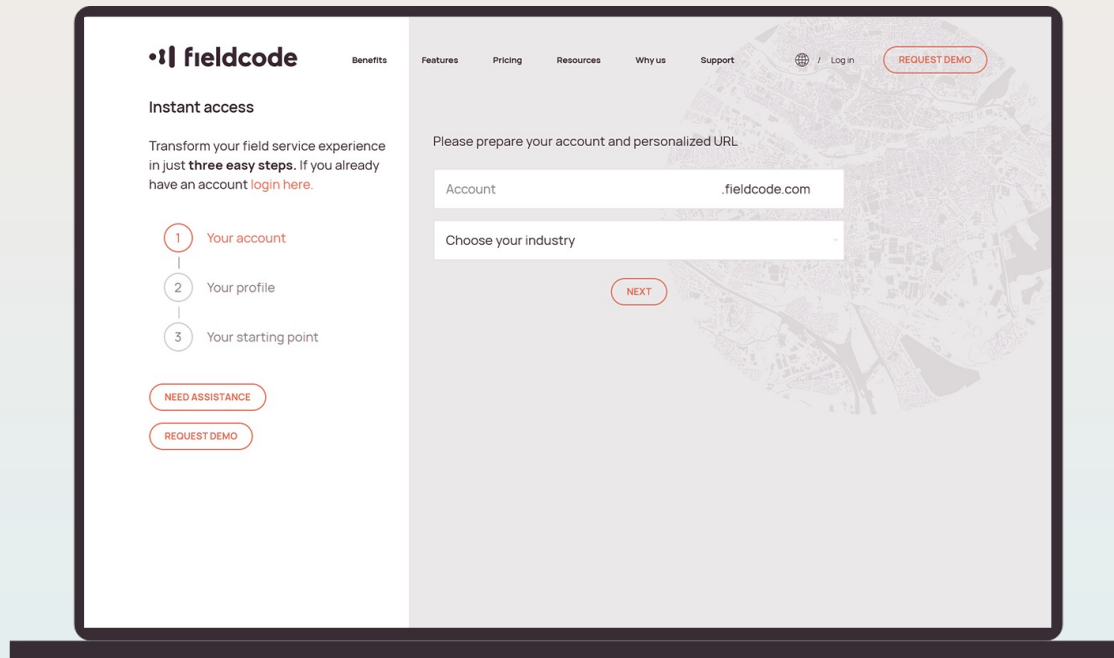 fieldcode
Benefits
Features
Pricing
Resources
Why us
Support
/ Log in
REQUEST DEMO
Instant access
Transform your field service experience
in just three easy steps. If you already
have an account login here.
1 Your account
2 Your profile
3 Your starting point
NEED ASSISTANCE
REQUEST DEMO
Please prepare your account and personalized URL
Account .fieldcode.com
Choose your industry
NEXT